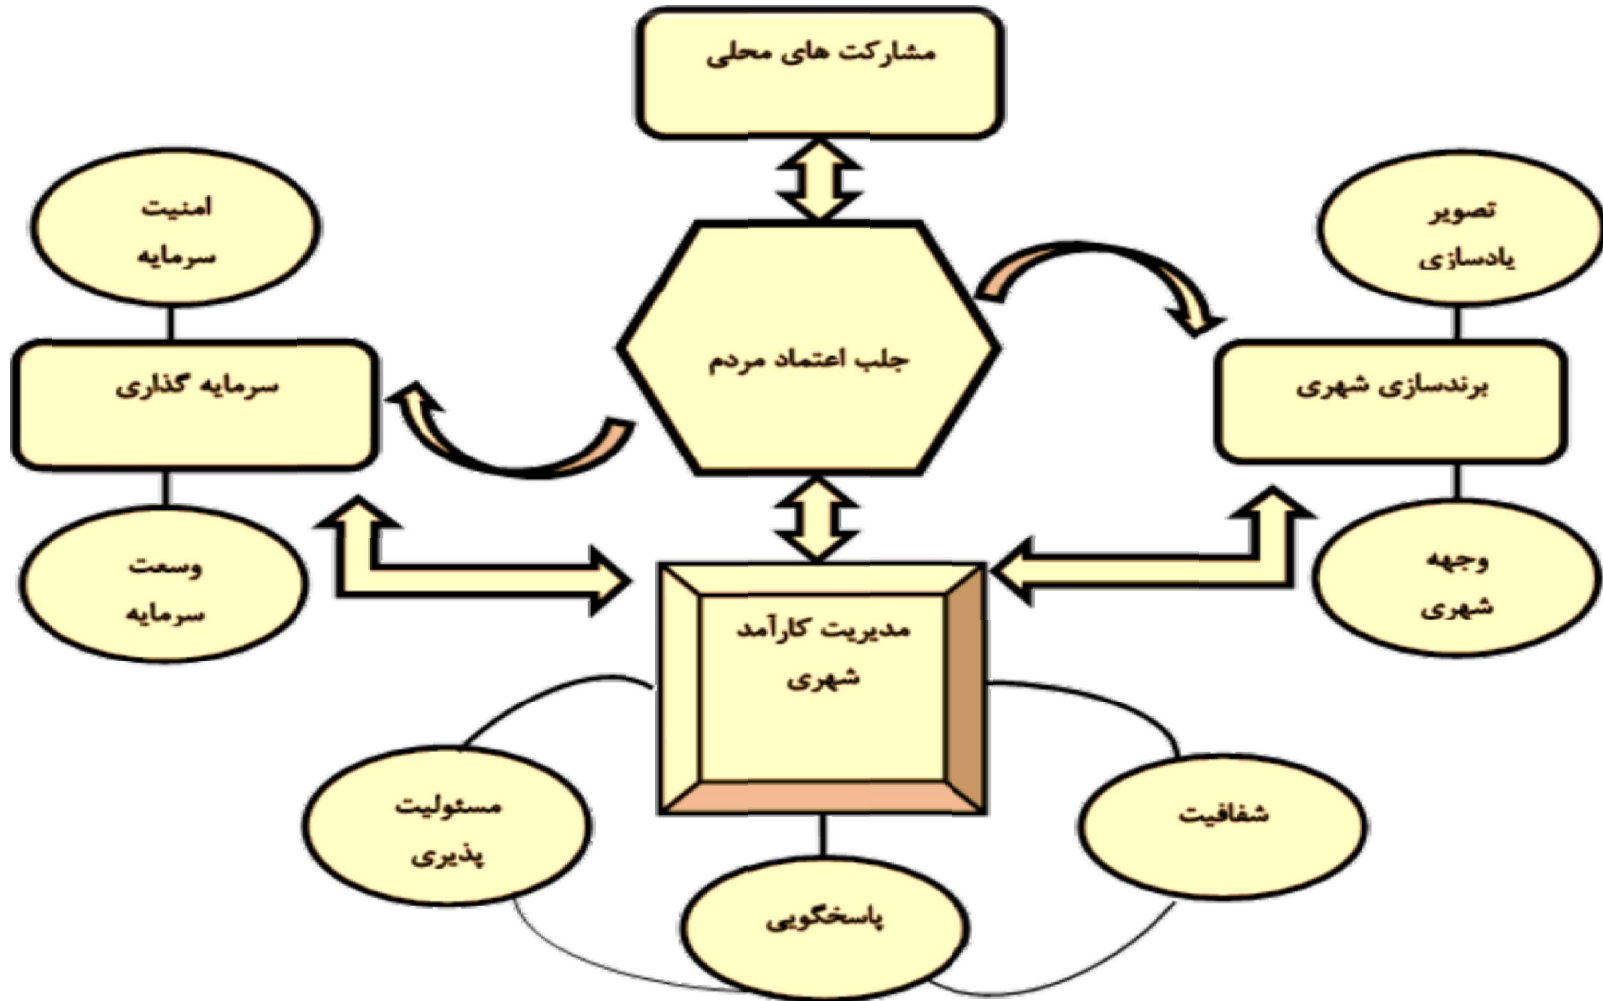 مشارکت های محلی
امنیت
سرمایه
تصویر
یادسازی
جلب اعتماد مردم
سرمایه گذاری
برندسازی شهری
وسعت
سرمایه
وجهه
شهری
مدیریت کارآمد
شهری
مسئولیت
پذیری
شفافیت
پاسخگویی